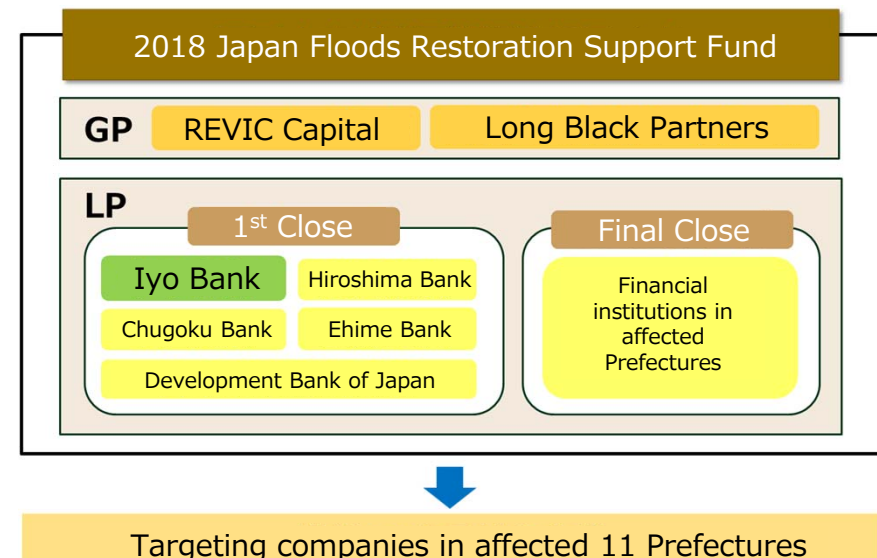 2018 Japan Floods Restoration Support Fund
GP
REVIC Capital
Long Black Partners
LP
1st Close
Iyo Bank
Hiroshima Bank
Chugoku Bank
Ehime Bank
Development Bank of Japan
Final Close
Financial
institutions in
affected
Prefectures
Targeting companies in affected 11 Prefectures